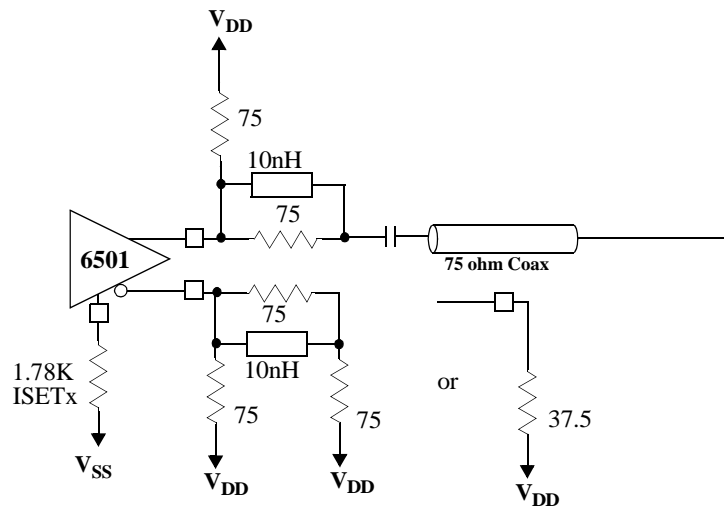 VDD
75
10nH
75
6501
75 ohm Coax
75
10nH
1.78K
ISETx
75
75
or
37.5
VSS
VDD
VDD
VDD